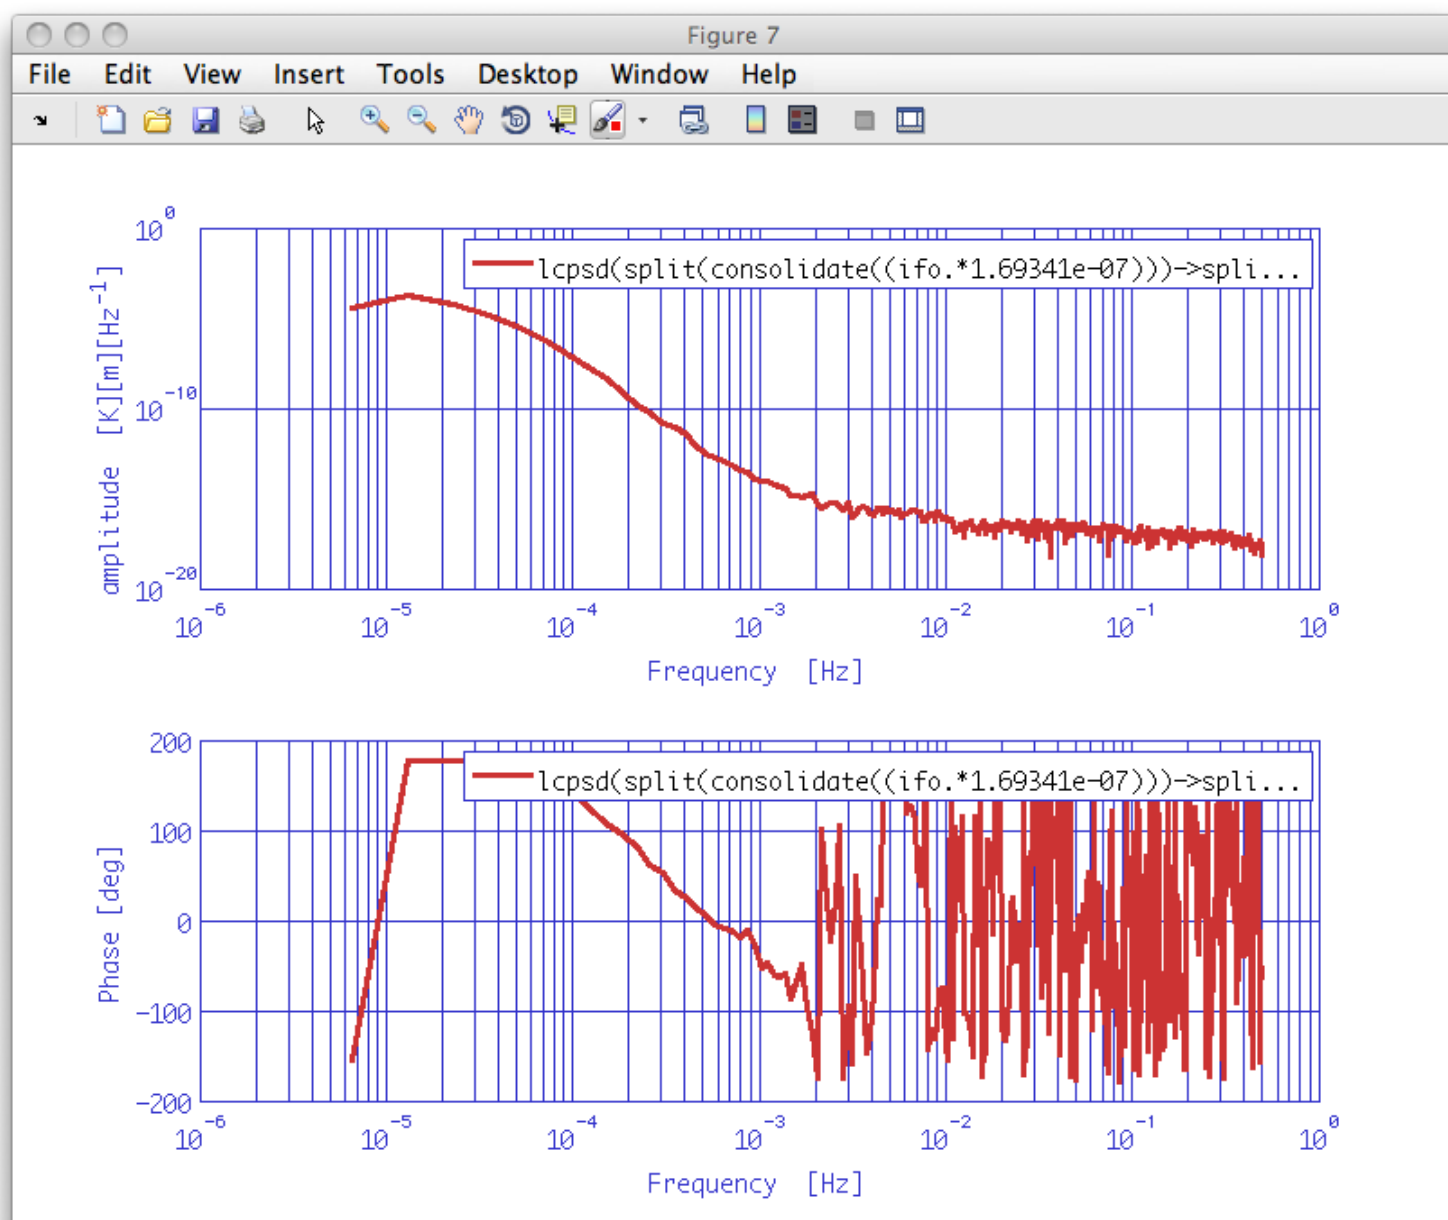 Figure 7
File Edit View Insert Tools Desktop Window Help
10^0
lcpsd(split(consolidate((ifo.*1.69341e-07)))->spli...
amplitude [K][m][Hz^-1]
10^-10
10^-20
10^-6 10^-5 10^-4 10^-3 10^-2 10^-1 10^0
Frequency [Hz]
200
lcpsd(split(consolidate((ifo.*1.69341e-07)))->spli...
100
Phase [deg]
0
-100
-200
10^-6 10^-5 10^-4 10^-3 10^-2 10^-1 10^0
Frequency [Hz]